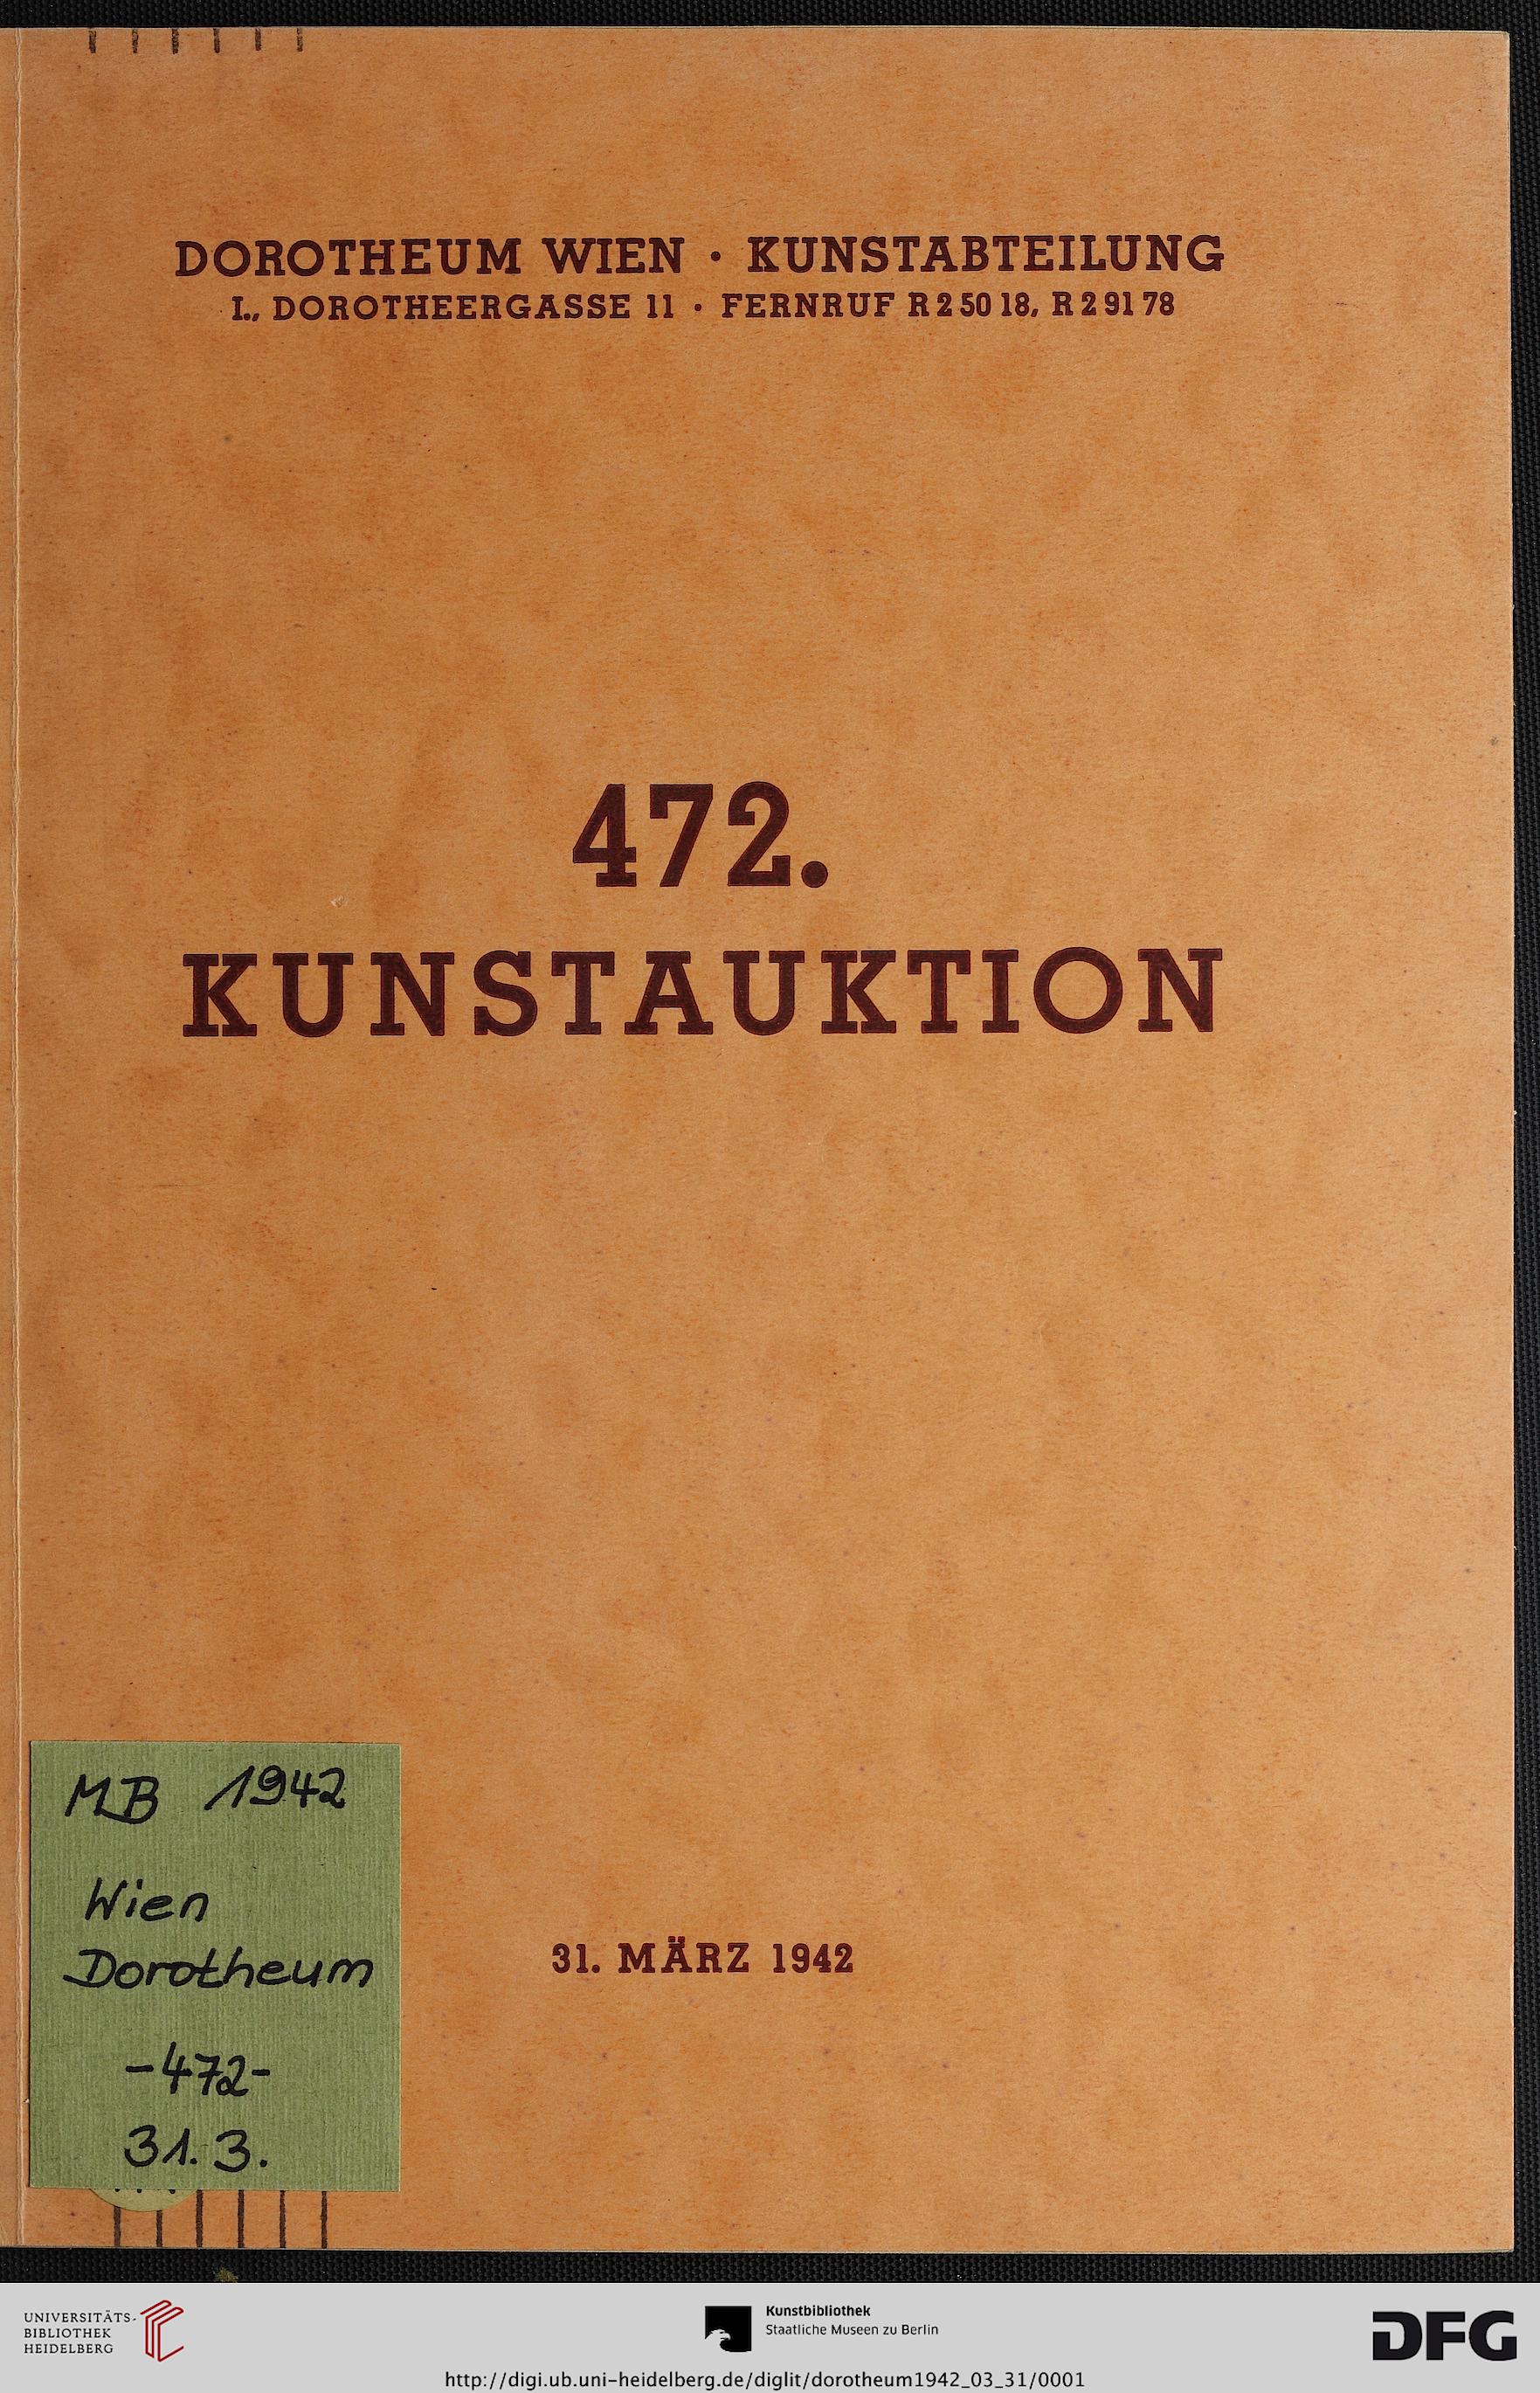 DOROTHEUM WIEN · KUNSTABTEILUNG
I., DOROTHEERGASSE 11 · FERNRUF R 2 50 18, R 2 91 78
472.
KUNSTAUKTION
31. MÄRZ 1942
MB 1942
Wien
Dorotheum
-472-
31.3.
UNIVERSITÄTS-
BIBLIOTHEK
HEIDELBERG
Kunstbibliothek
Staatliche Museen zu Berlin
DFG
http://digi.ub.uni-heidelberg.de/diglit/dorotheum1942_03_31/0001